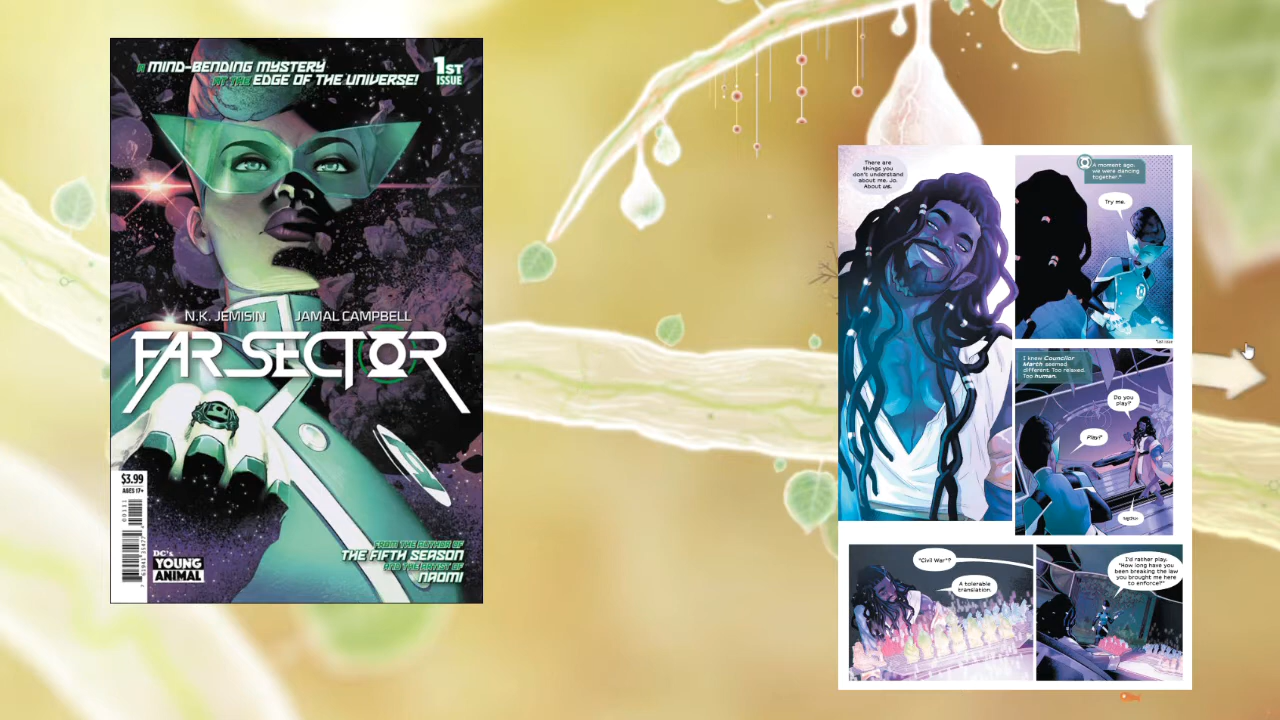 A MIND-BENDING MYSTERY
AT THE EDGE OF THE UNIVERSE!
1ST
ISSUE
N.K. JEMISIN JAMAL CAMPBELL
FAR SECTOR
$3.99
AGES 17+
DC's
YOUNG
ANIMAL
FROM THE AUTHOR OF
THE FIFTH SEASON
AND THE ARTIST OF
NAOMI
There are
things you
don't understand
about me, Jo.
About us.
A moment ago,
we were dancing
together.*
Try me.
I knew Councilor
Marth seemed
different. Too relaxed.
Too human.
Do you
play?
Play?
"Civil War"?
A tolerable
translation.
I'd rather play,
"How long have you
been breaking the law
you brought me here
to enforce?"